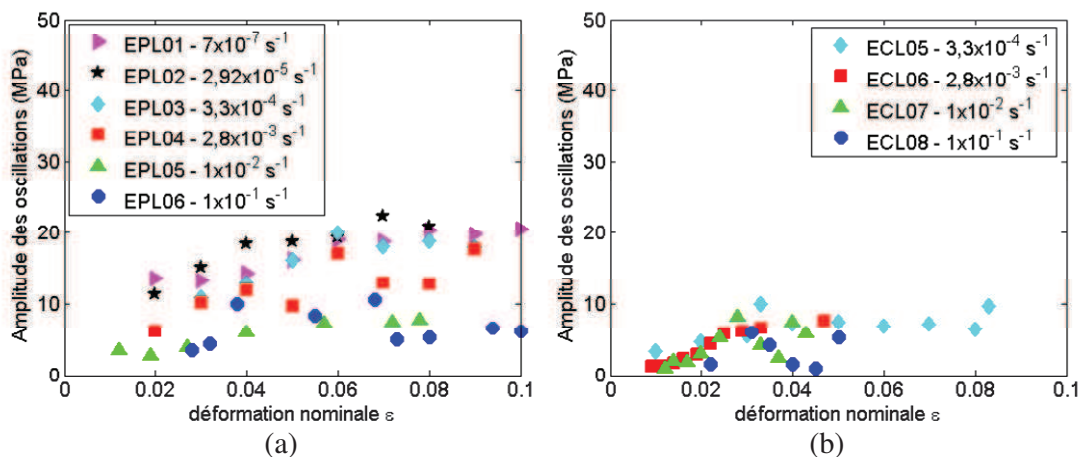 Amplitude des oscillations (MPa)
50
40
30
20
10
0
EPL01 - 7x10⁻⁷ s⁻¹
EPL02 - 2,92x10⁻⁵ s⁻¹
EPL03 - 3,3x10⁻⁴ s⁻¹
EPL04 - 2,8x10⁻³ s⁻¹
EPL05 - 1x10⁻² s⁻¹
EPL06 - 1x10⁻¹ s⁻¹
0 0.02 0.04 0.06 0.08 0.1
déformation nominale ε
(a)
Amplitude des oscillations (MPa)
50
40
30
20
10
0
ECL05 - 3,3x10⁻⁴ s⁻¹
ECL06 - 2,8x10⁻³ s⁻¹
ECL07 - 1x10⁻² s⁻¹
ECL08 - 1x10⁻¹ s⁻¹
0 0.02 0.04 0.06 0.08 0.1
déformation nominale ε
(b)